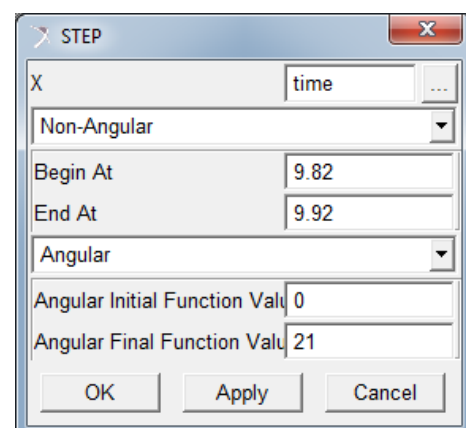 STEP
X time ...
Non-Angular
Begin At 9.82
End At 9.92
Angular
Angular Initial Function Valu 0
Angular Final Function Valu 21
OK Apply Cancel